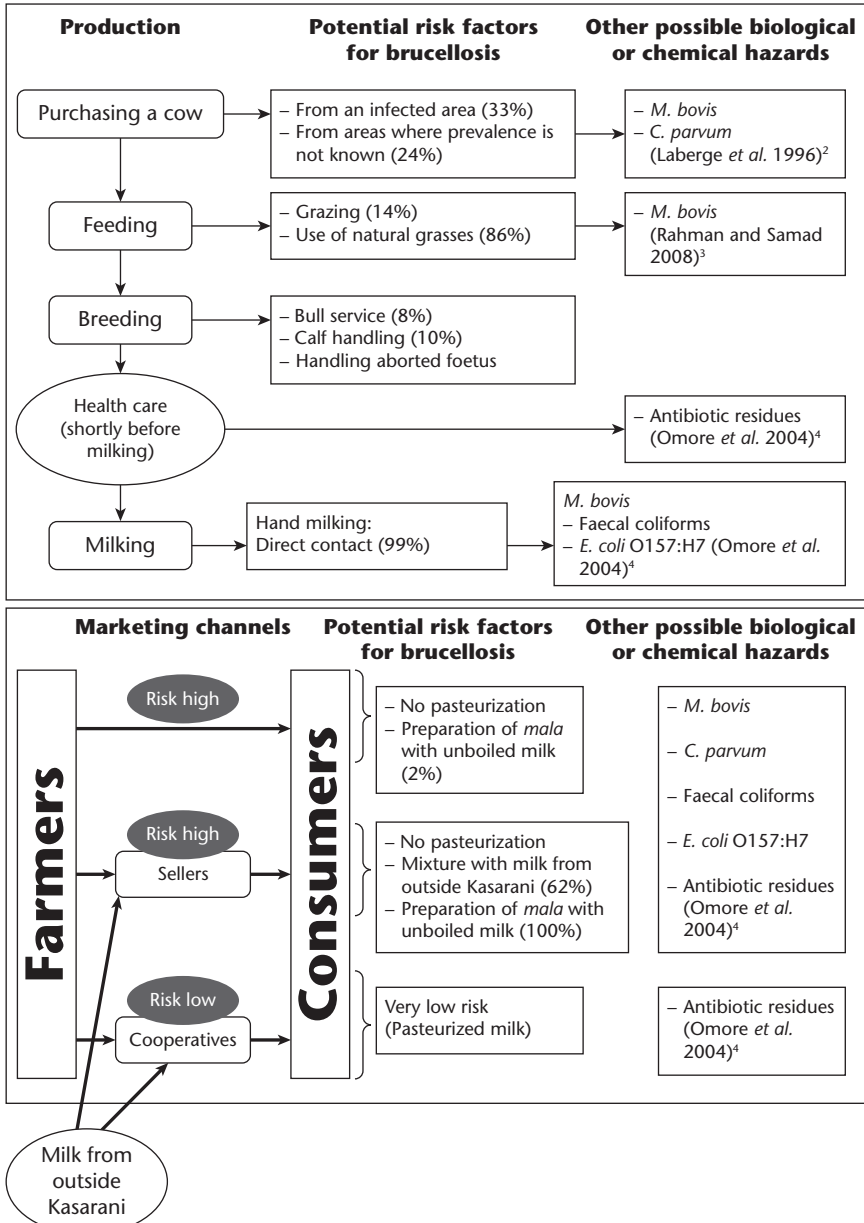 Production
Potential risk factors
for brucellosis
Other possible biological
or chemical hazards
Purchasing a cow
– From an infected area (33%)
– From areas where prevalence is
not known (24%)
– M. bovis
– C. parvum
(Laberge et al. 1996)²
Feeding
– Grazing (14%)
– Use of natural grasses (86%)
– M. bovis
(Rahman and Samad
2008)³
Breeding
– Bull service (8%)
– Calf handling (10%)
– Handling aborted foetus
Health care
(shortly before
milking)
– Antibiotic residues
(Omore et al. 2004)⁴
Milking
Hand milking:
Direct contact (99%)
M. bovis
– Faecal coliforms
– E. coli O157:H7 (Omore et al.
2004)⁴
Marketing channels
Potential risk factors
for brucellosis
Other possible biological
or chemical hazards
Farmers
Risk high
Risk high
Sellers
Risk low
Cooperatives
Consumers
– No pasteurization
– Preparation of mala
with unboiled milk
(2%)
– No pasteurization
– Mixture with milk from
outside Kasarani (62%)
– Preparation of mala with
unboiled milk (100%)
Very low risk
(Pasteurized milk)
– M. bovis
– C. parvum
– Faecal coliforms
– E. coli O157:H7
– Antibiotic residues
(Omore et al.
2004)⁴
– Antibiotic residues
(Omore et al.
2004)⁴
Milk from
outside
Kasarani